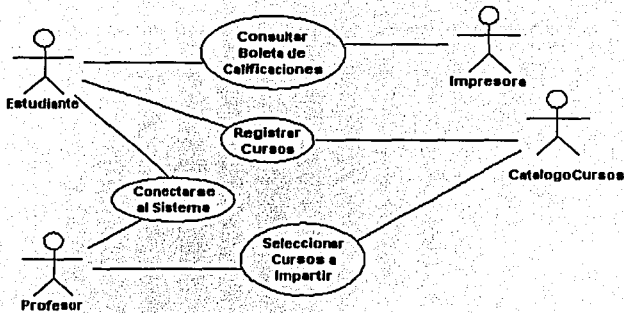 Consultar
Boleta de
Calificaciones
Estudiante
Impresora
Registrar
Cursos
CatalogoCursos
Conectarse
al Sistema
Seleccionar
Cursos a
Impartir
Profesor